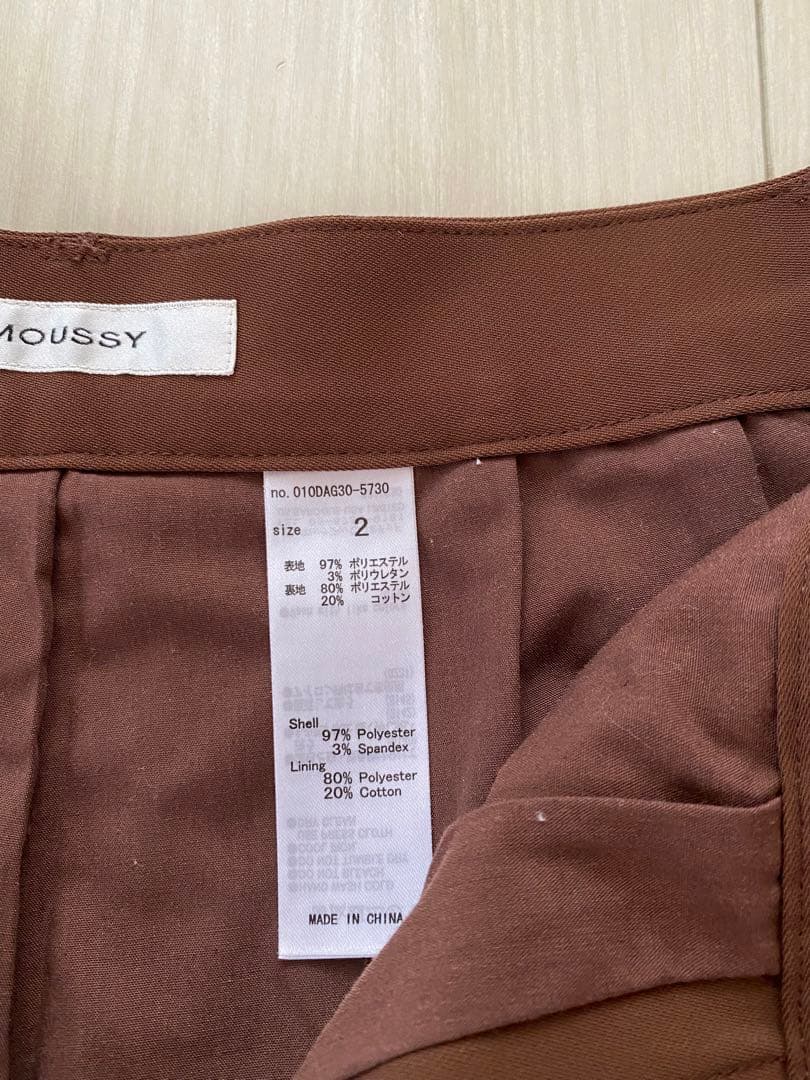 MOUSSY
no. 010DAG30-5730
size 2
表地 97% ポリエステル
3% ポリウレタン
裏地 80% ポリエステル
20% コットン
Shell
97% Polyester
3% Spandex
Lining
80% Polyester
20% Cotton
MADE IN CHINA